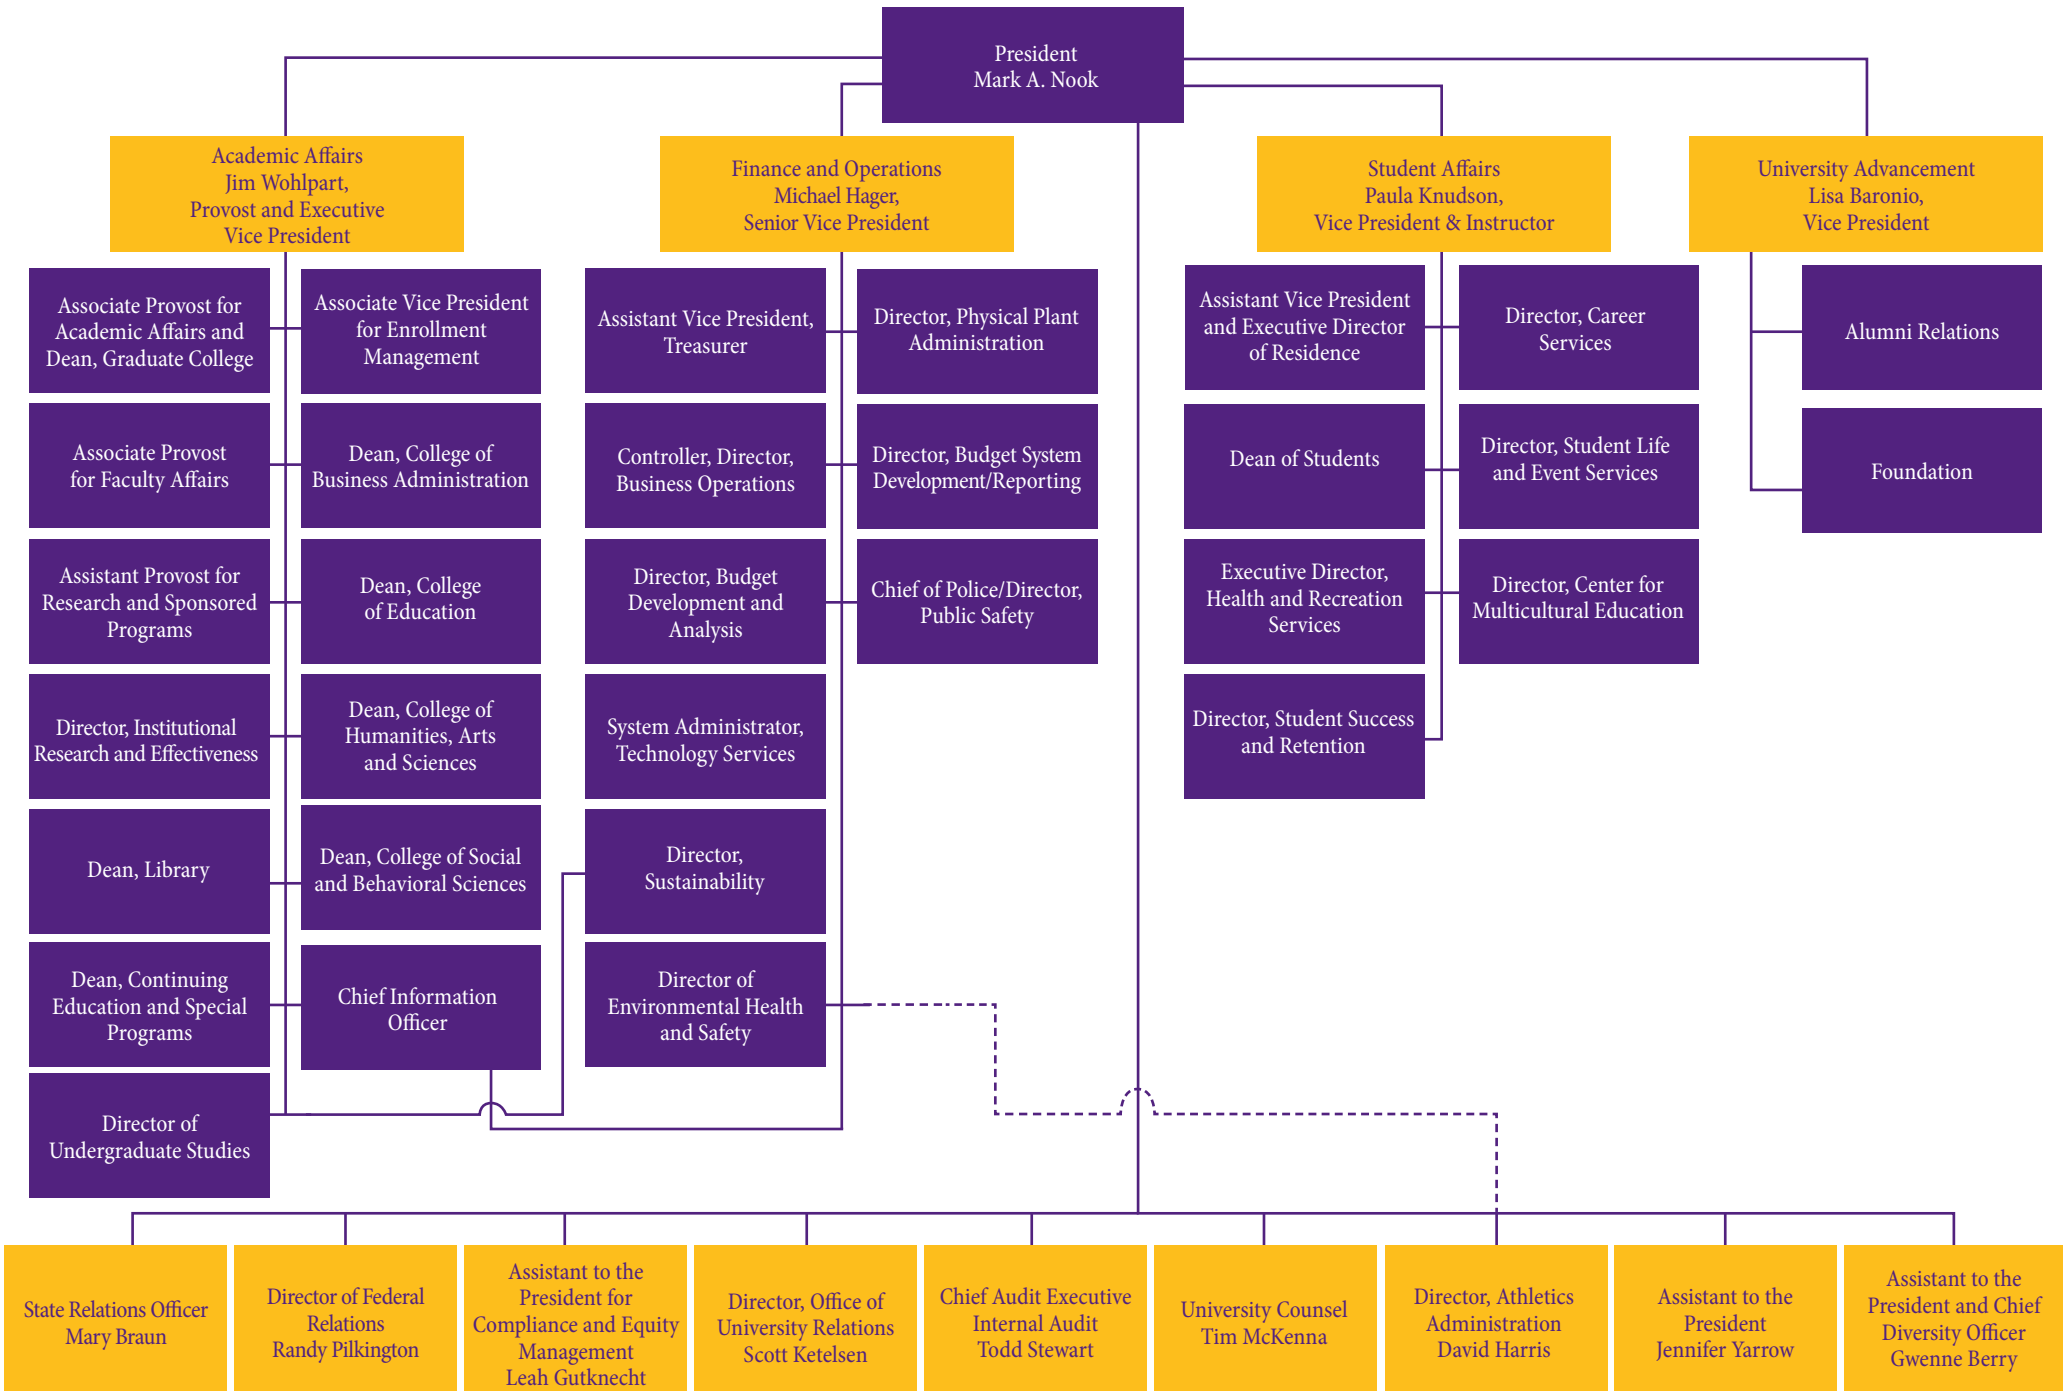 President
Mark A. Nook
Academic Affairs
Jim Wohlpart,
Provost and Executive
Vice President
Finance and Operations
Michael Hager,
Senior Vice President
Student Affairs
Paula Knudson,
Vice President & Instructor
University Advancement
Lisa Baronio,
Vice President
Associate Provost for
Academic Affairs and
Dean, Graduate College
Associate Vice President
for Enrollment
Management
Associate Provost
for Faculty Affairs
Dean, College of
Business Administration
Assistant Provost for
Research and Sponsored
Programs
Dean, College
of Education
Director, Institutional
Research and Effectiveness
Dean, College of
Humanities, Arts
and Sciences
Dean, Library
Dean, College of Social
and Behavioral Sciences
Dean, Continuing
Education and Special
Programs
Chief Information
Officer
Director of
Undergraduate Studies
Assistant Vice President,
Treasurer
Director, Physical Plant
Administration
Controller, Director,
Business Operations
Director, Budget System
Development/Reporting
Director, Budget
Development and
Analysis
Chief of Police/Director,
Public Safety
System Administrator,
Technology Services
Director,
Sustainability
Director of
Environmental Health
and Safety
Assistant Vice President
and Executive Director
of Residence
Director, Career
Services
Dean of Students
Director, Student Life
and Event Services
Executive Director,
Health and Recreation
Services
Director, Center for
Multicultural Education
Director, Student Success
and Retention
Alumni Relations
Foundation
State Relations Officer
Mary Braun
Director of Federal
Relations
Randy Pilkington
Assistant to the
President for
Compliance and Equity
Management
Leah Gutknecht
Director, Office of
University Relations
Scott Ketelsen
Chief Audit Executive
Internal Audit
Todd Stewart
University Counsel
Tim McKenna
Director, Athletics
Administration
David Harris
Assistant to the
President
Jennifer Yarrow
Assistant to the
President and Chief
Diversity Officer
Gwenne Berry